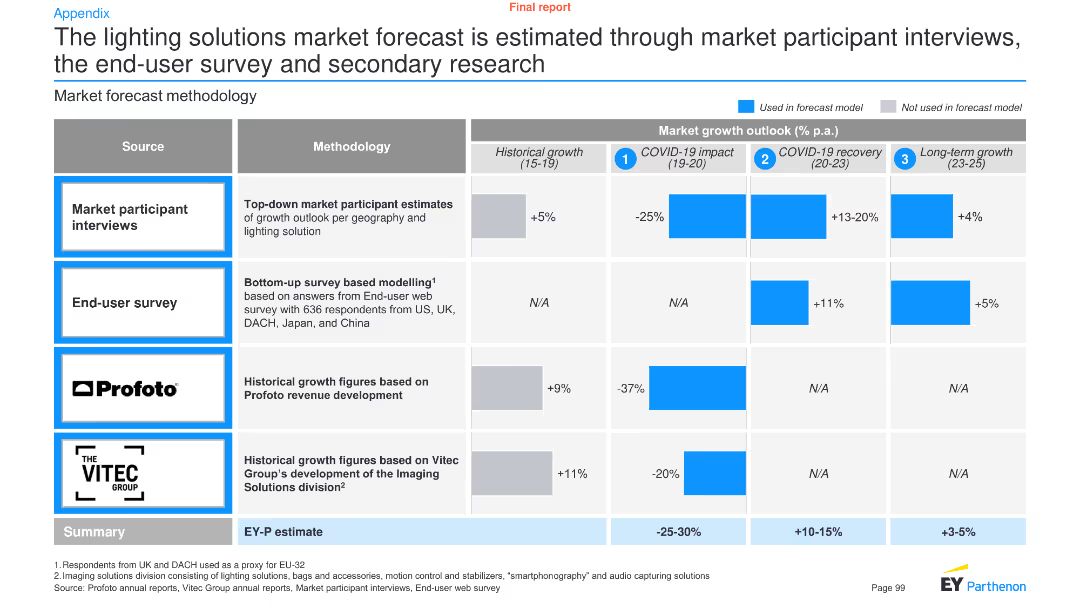 Final report
Appendix
The lighting solutions market forecast is estimated through market participant interviews,
the end-user survey and secondary research
Market forecast methodology
Used in forecast model
Not used in forecast model
Source
Methodology
Market growth outlook (% p.a.)
Historical growth
(15-19)
1
COVID-19 impact
(19-20)
2
COVID-19 recovery
(20-23)
3
Long-term growth
(23-25)
Market participant
interviews
Top-down market participant estimates
of growth outlook per geography and
lighting solution
+5%
-25%
+13-20%
+4%
End-user survey
Bottom-up survey based modelling1
based on answers from End-user web
survey with 636 respondents from US, UK,
DACH, Japan, and China
N/A
N/A
+11%
+5%
Profoto
Historical growth figures based on
Profoto revenue development
+9%
-37%
N/A
N/A
THE
VITEC
GROUP
Historical growth figures based on Vitec
Group's development of the Imaging
Solutions division2
+11%
-20%
N/A
N/A
Summary
EY-P estimate
-25-30%
+10-15%
+3-5%
1.Respondents from UK and DACH used as a proxy for EU-32
2.Imaging solutions division consisting of lighting solutions, bags and accessories, motion control and stabilizers, "smartphonography" and audio capturing solutions
Source: Profoto annual reports, Vitec Group annual reports, Market participant interviews, End-user web survey
Page 99
EY Parthenon